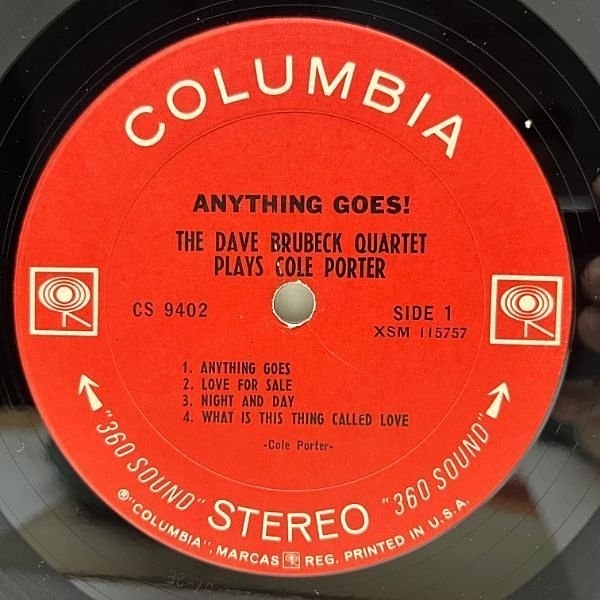 COLUMBIA
ANYTHING GOES!
THE DAVE BRUBECK QUARTET
PLAYS COLE PORTER
CS 9402
SIDE 1
XSM 115757
1. ANYTHING GOES
2. LOVE FOR SALE
3. NIGHT AND DAY
4. WHAT IS THIS THING CALLED LOVE
-Cole Porter-
"360 SOUND" STEREO "360 SOUND"
®"COLUMBIA", MARCAS REG. PRINTED IN U.S.A.